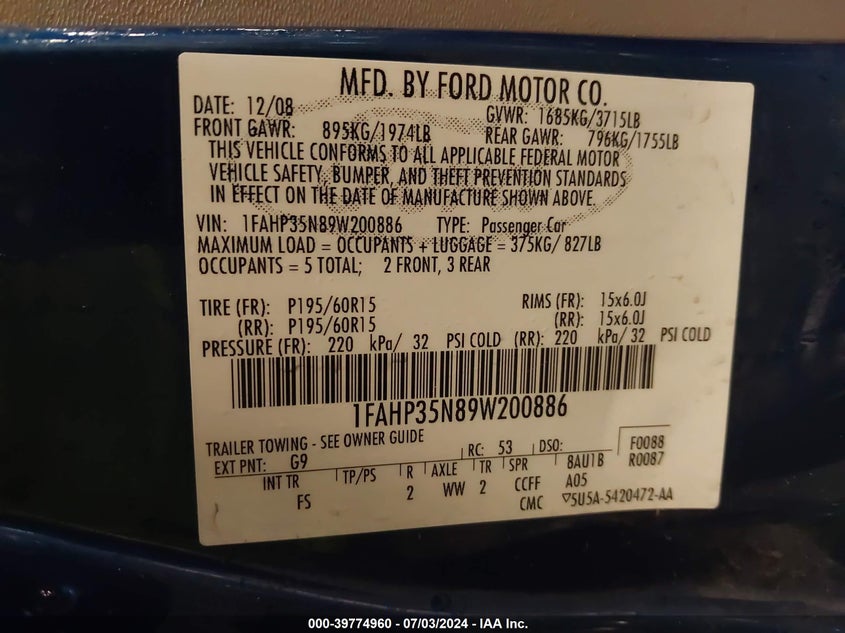 MFD. BY FORD MOTOR CO.
DATE: 12/08 GVWR: 1685KG/3715LB
FRONT GAWR: 895KG/1974LB REAR GAWR: 796KG/1755LB
THIS VEHICLE CONFORMS TO ALL APPLICABLE FEDERAL MOTOR
VEHICLE SAFETY, BUMPER, AND THEFT PREVENTION STANDARDS
IN EFFECT ON THE DATE OF MANUFACTURE SHOWN ABOVE.
VIN: 1FAHP35N89W200886 TYPE: Passenger Car
MAXIMUM LOAD = OCCUPANTS + LUGGAGE = 375KG/ 827LB
OCCUPANTS = 5 TOTAL; 2 FRONT, 3 REAR
TIRE (FR): P195/60R15 RIMS (FR): 15x6.0J
(RR): P195/60R15 (RR): 15x6.0J
PRESSURE (FR): 220 kPa/ 32 PSI COLD (RR): 220 kPa/ 32 PSI COLD
1FAHP35N89W200886
TRAILER TOWING - SEE OWNER GUIDE
RC: 53 DSO: F0088
EXT PNT: G9 R0087
INT TR TP/PS R AXLE TR SPR 8AU1B
FS 2 WW 2 CCFF A05
CMC ▽5U5A-5420472-AA
000-39774960 - 07/03/2024 - IAA Inc.